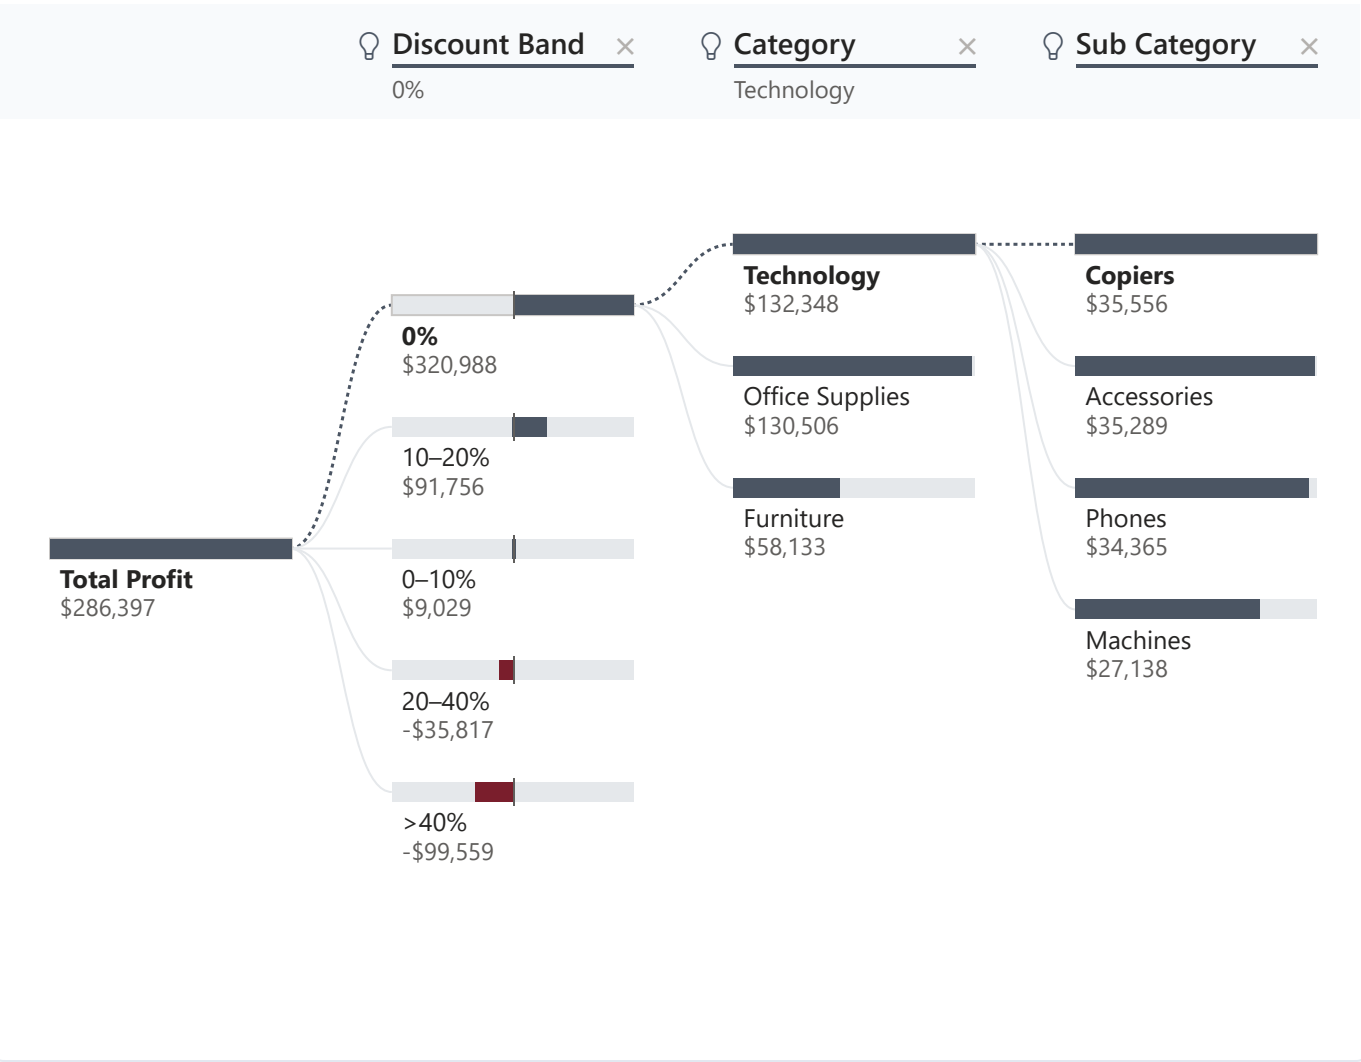 Discount Band
Category
Sub Category
0%
Technology
Total Profit
$286,397
0%
$320,988
10–20%
$91,756
0–10%
$9,029
20–40%
-$35,817
>40%
-$99,559
Technology
$132,348
Office Supplies
$130,506
Furniture
$58,133
Copiers
$35,556
Accessories
$35,289
Phones
$34,365
Machines
$27,138